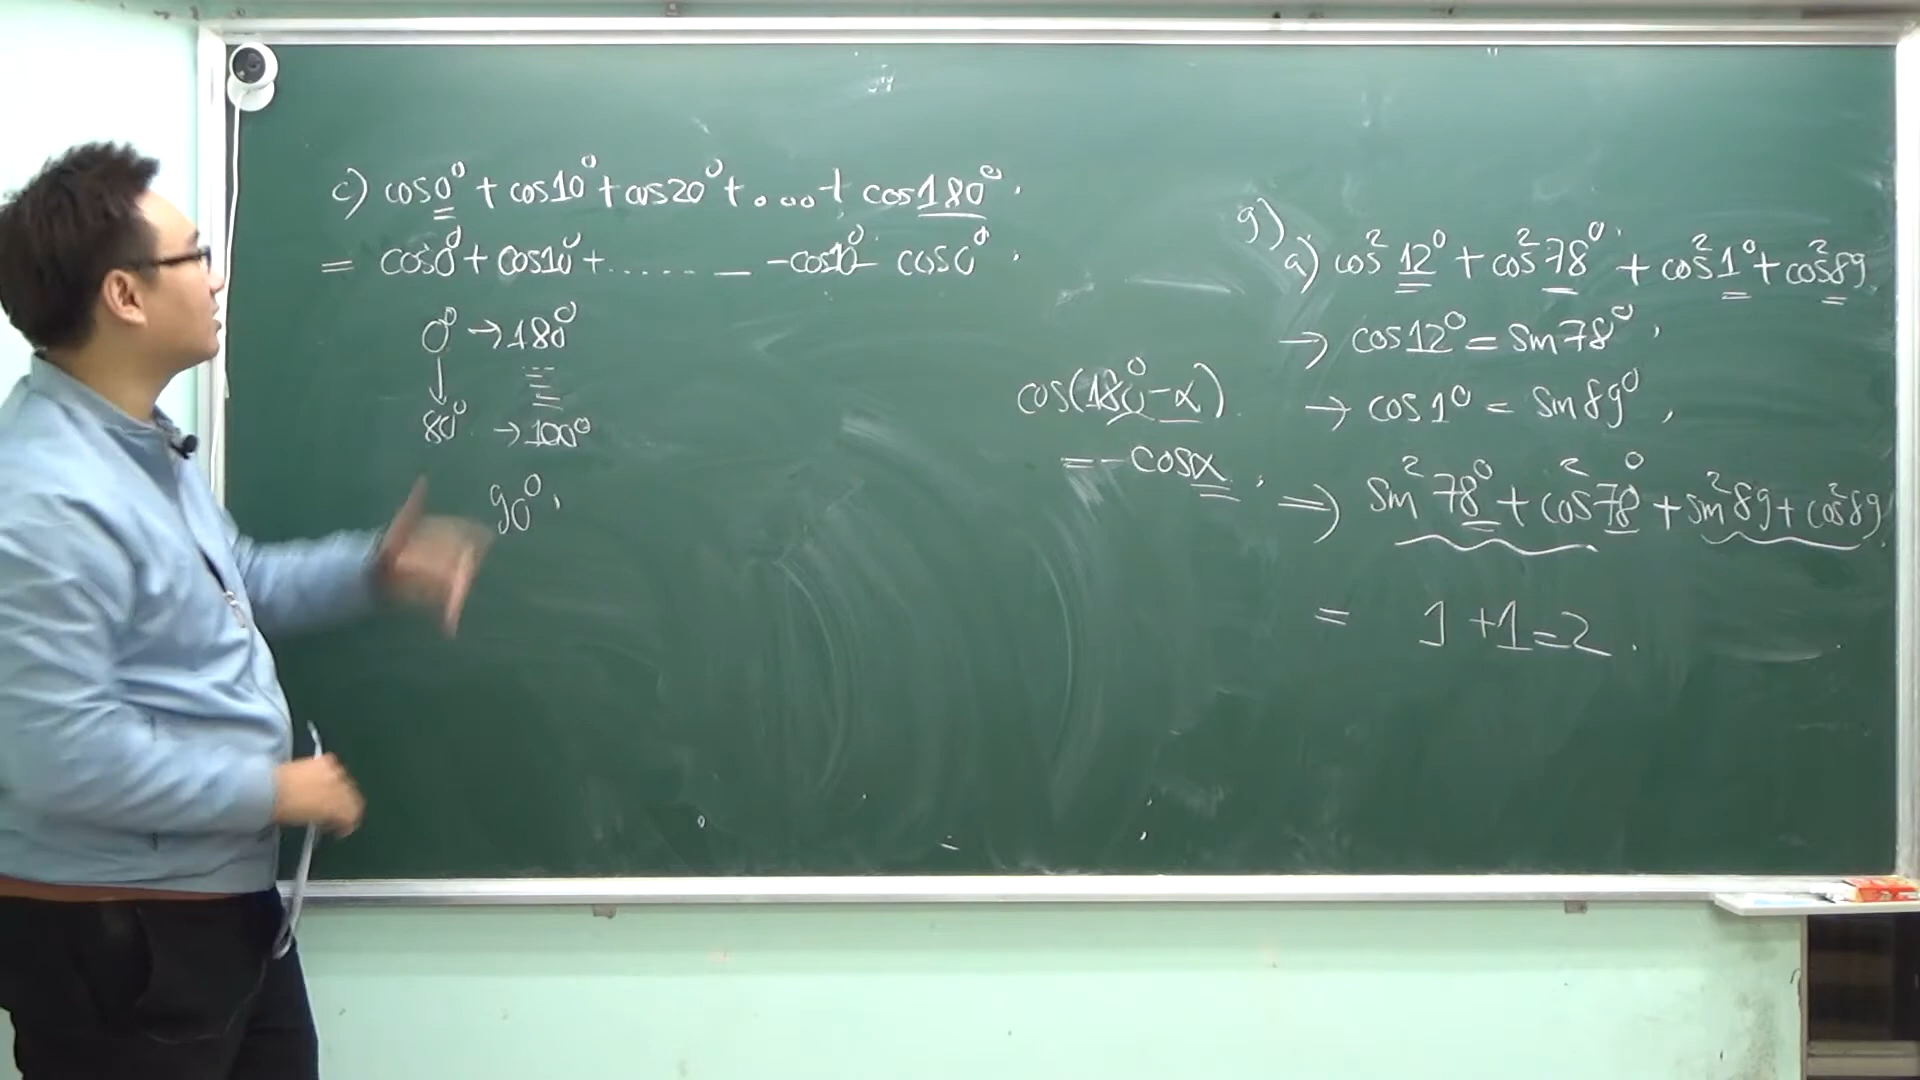 c) cos0° + cos10° + cos20° + .... + cos180°.
= cos0° + cos10° + ...... - -cos10° - cos0°.
0° → 180°
↓
80° → 100°
90°.
cos(180° - α)
= -cosα.
9)
a) cos²12° + cos²78° + cos²1° + cos²89.
→ cos12° = sin78°.
→ cos1° = sin89°.
⇒ sin²78° + cos²78° + sin²89 + cos²89
= 1 + 1 = 2.